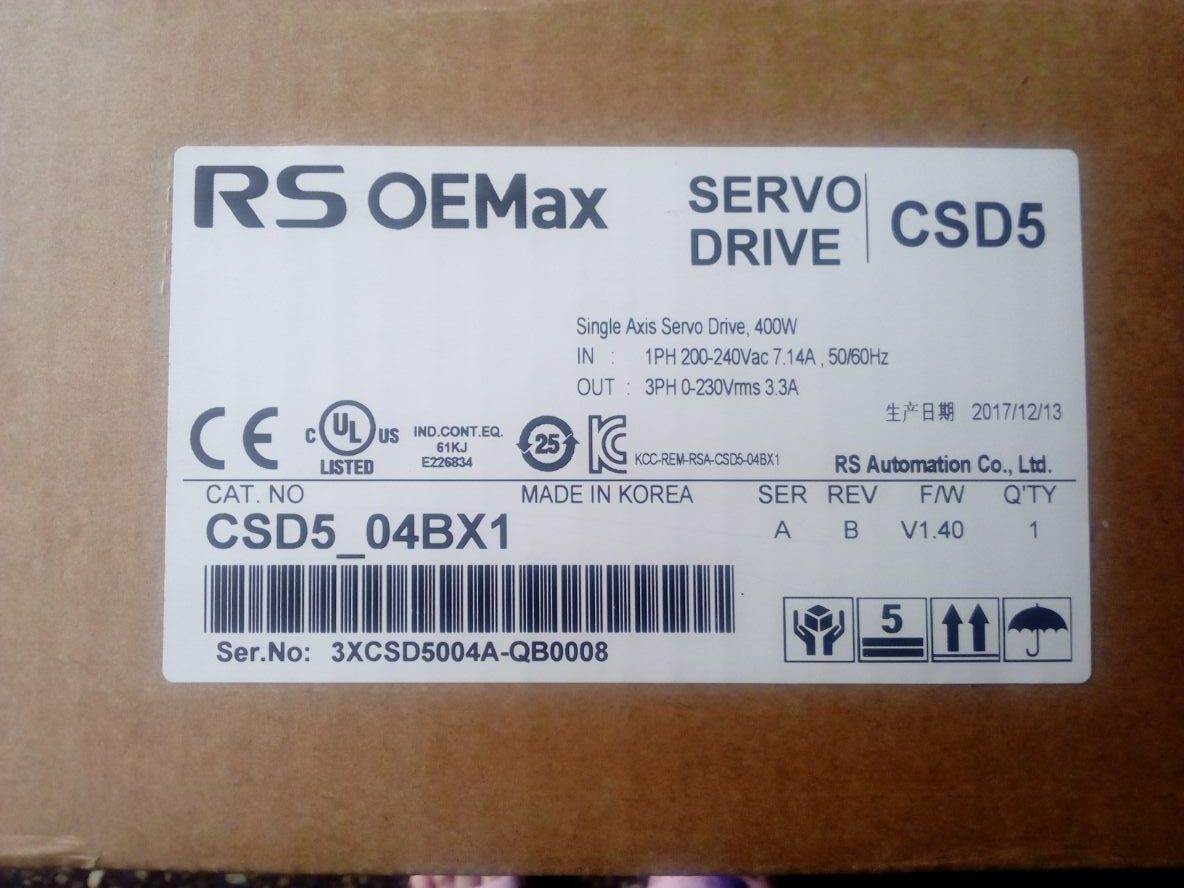 RS OEMax
SERVO
DRIVE
CSD5
Single Axis Servo Drive, 400W
IN : 1PH 200-240Vac 7.14A , 50/60Hz
OUT : 3PH 0-230Vrms 3.3A
生产日期 2017/12/13
CE
C UL US
LISTED
IND.CONT.EQ.
61KJ
E226834
25
KC
KCC-REM-RSA-CSD5-04BX1
RS Automation Co., Ltd.
CAT. NO MADE IN KOREA SER REV F/W Q'TY
CSD5_04BX1 A B V1.40 1
Ser.No: 3XCSD5004A-QB0008
5